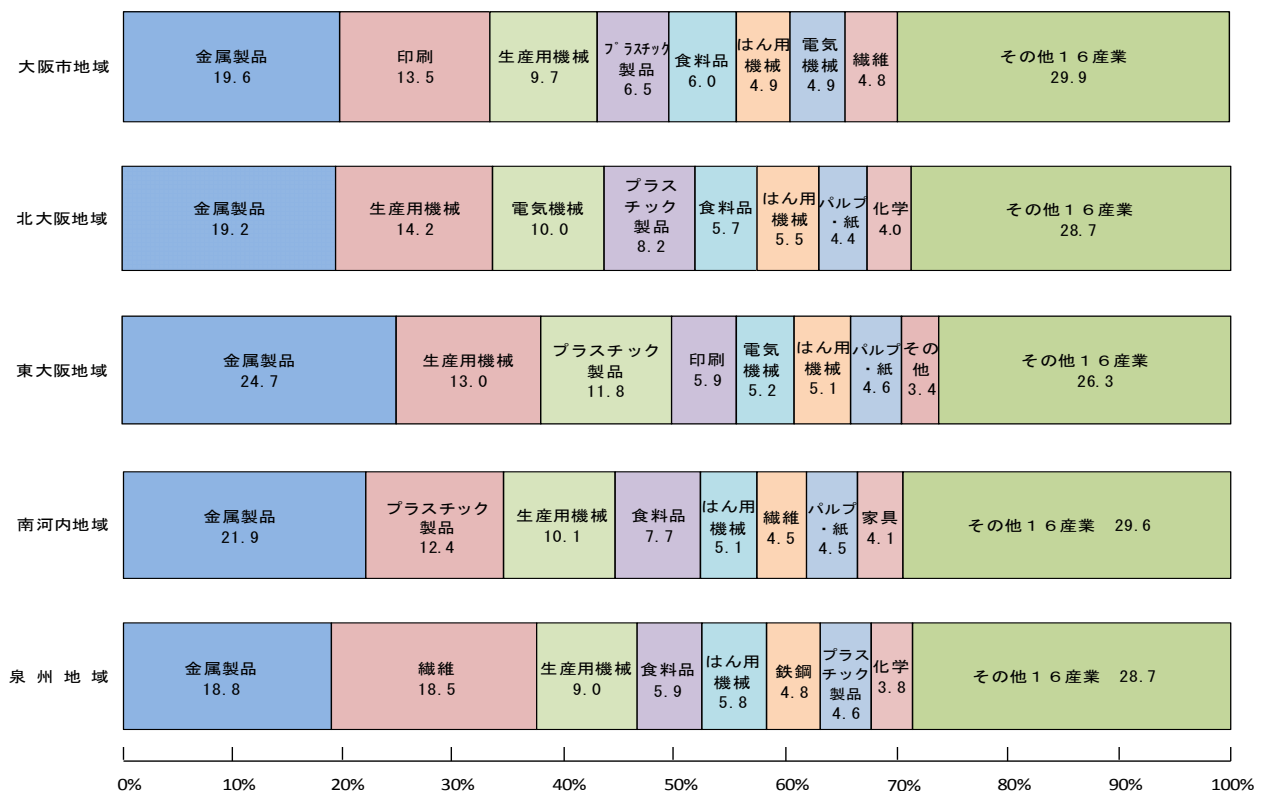 大阪市地域
金属製品
19.6
印刷
13.5
生産用機械
9.7
プラスチック
製品
6.5
食料品
6.0
はん用
機械
4.9
電気
機械
4.9
繊維
4.8
その他16産業
29.9
北大阪地域
金属製品
19.2
生産用機械
14.2
電気機械
10.0
プラス
チック
製品
8.2
食料品
5.7
はん用
機械
5.5
パルプ
・紙
4.4
化学
4.0
その他16産業
28.7
東大阪地域
金属製品
24.7
生産用機械
13.0
プラスチック
製品
11.8
印刷
5.9
電気
機械
5.2
はん用
機械
5.1
パルプ
・紙
4.6
その
他
3.4
その他16産業
26.3
南河内地域
金属製品
21.9
プラスチック
製品
12.4
生産用機械
10.1
食料品
7.7
はん用
機械
5.1
繊維
4.5
パルプ
・紙
4.5
家具
4.1
その他16産業 29.6
泉州地域
金属製品
18.8
繊維
18.5
生産用機械
9.0
食料品
5.9
はん用
機械
5.8
鉄鋼
4.8
プラス
チック
製品
4.6
化学
3.8
その他16産業 28.7
0% 10% 20% 30% 40% 50% 60% 70% 80% 90% 100%